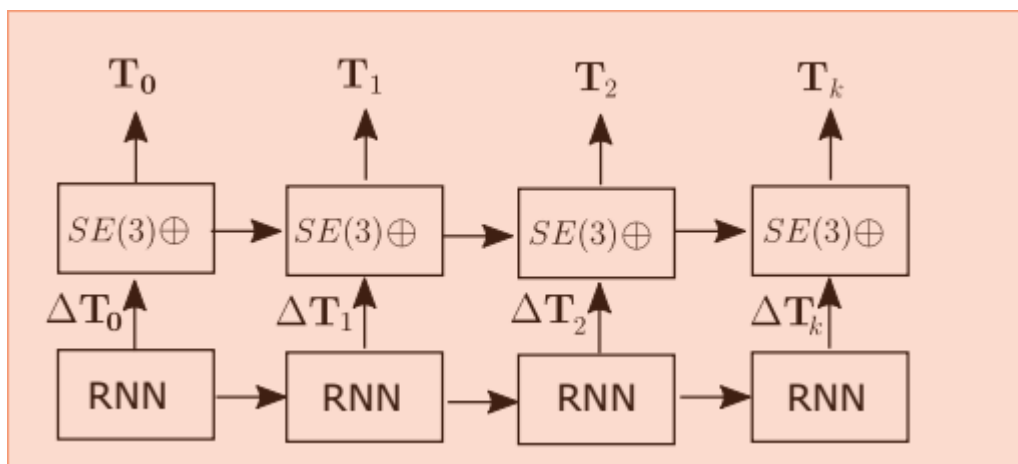 T₀ T₁ T₂ Tₖ
SE(3)⊕ SE(3)⊕ SE(3)⊕ SE(3)⊕
ΔT₀ ΔT₁ ΔT₂ ΔTₖ
RNN RNN RNN RNN